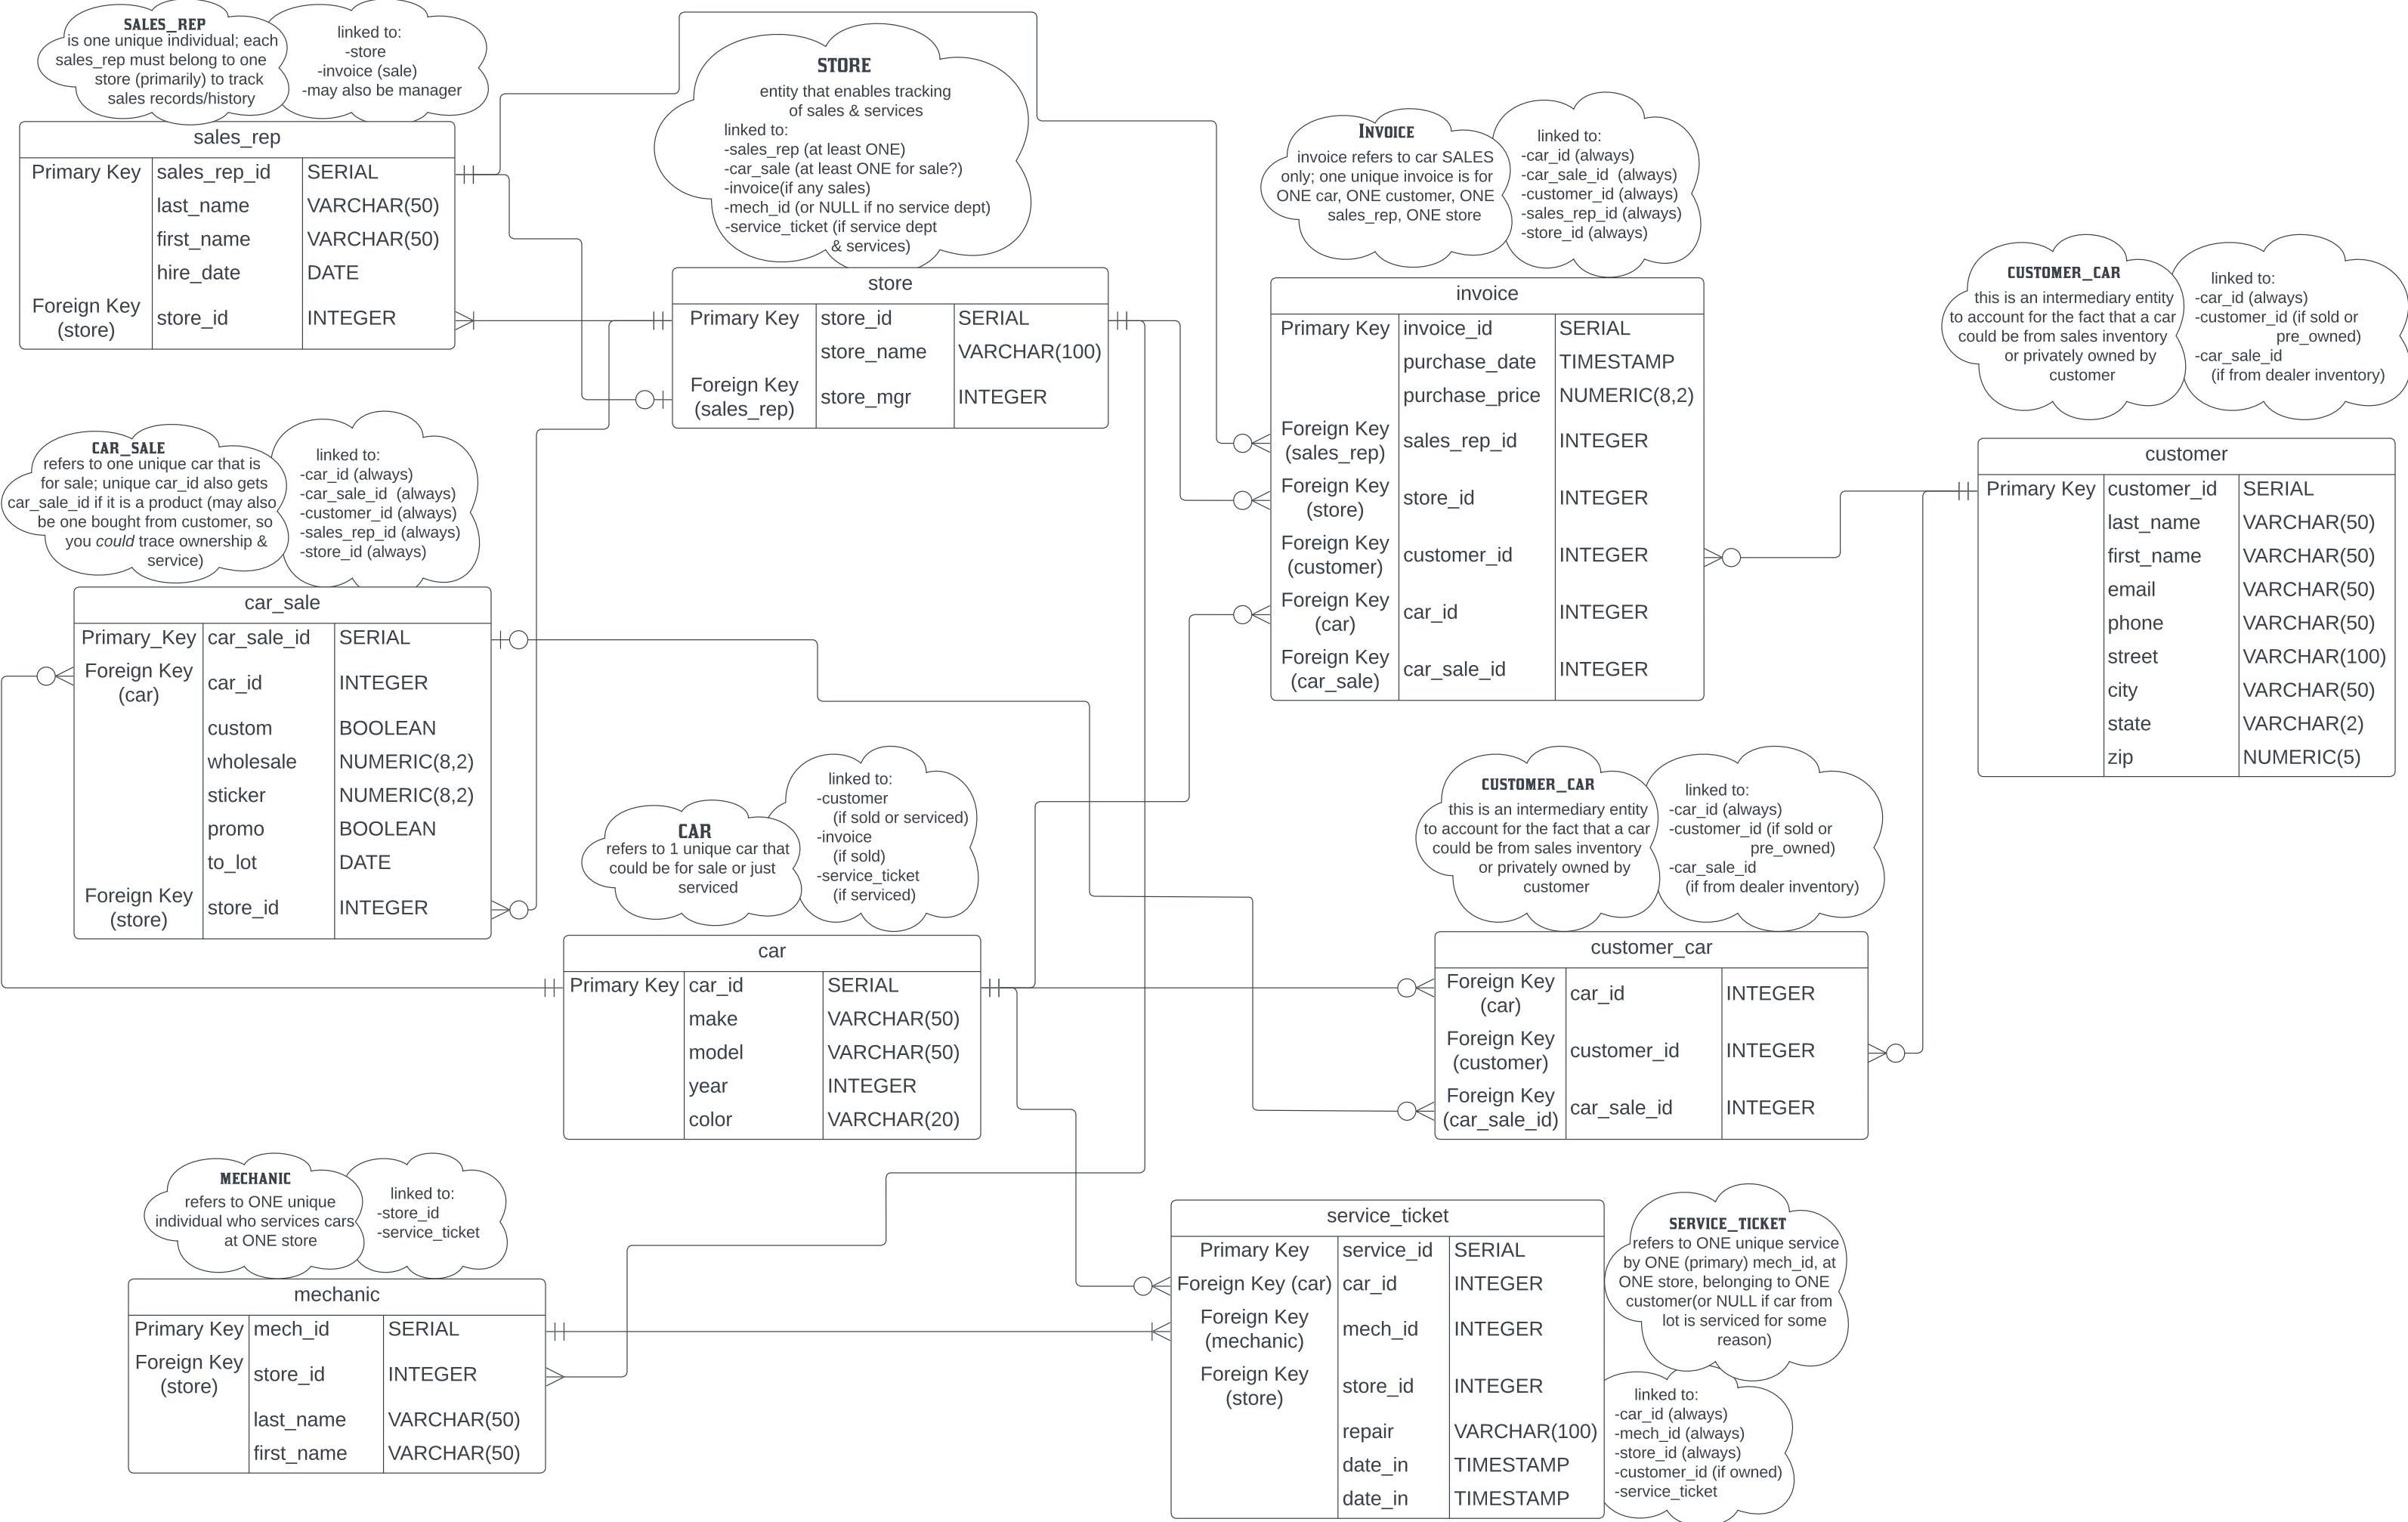 SALES_REP
is one unique individual; each
sales_rep must belong to one
store (primarily) to track
sales records/history
linked to:
-store
-invoice (sale)
-may also be manager
sales_rep
Primary Key sales_rep_id SERIAL
last_name VARCHAR(50)
first_name VARCHAR(50)
hire_date DATE
Foreign Key
(store)
store_id INTEGER
STORE
entity that enables tracking
of sales & services
linked to:
-sales_rep (at least ONE)
-car_sale (at least ONE for sale?)
-invoice(if any sales)
-mech_id (or NULL if no service dept)
-service_ticket (if service dept
& services)
store
Primary Key store_id SERIAL
store_name VARCHAR(100)
Foreign Key
(sales_rep)
store_mgr INTEGER
INVOICE
invoice refers to car SALES
only; one unique invoice is for
ONE car, ONE customer, ONE
sales_rep, ONE store
linked to:
-car_id (always)
-car_sale_id (always)
-customer_id (always)
-sales_rep_id (always)
-store_id (always)
invoice
Primary Key invoice_id SERIAL
purchase_date TIMESTAMP
purchase_price NUMERIC(8,2)
Foreign Key
(sales_rep)
sales_rep_id INTEGER
Foreign Key
(store)
store_id INTEGER
Foreign Key
(customer)
customer_id INTEGER
Foreign Key
(car)
car_id INTEGER
Foreign Key
(car_sale)
car_sale_id INTEGER
CUSTOMER_CAR
this is an intermediary entity
to account for the fact that a car
could be from sales inventory
or privately owned by
customer
linked to:
-car_id (always)
-customer_id (if sold or
pre_owned)
-car_sale_id
(if from dealer inventory)
customer
Primary Key customer_id SERIAL
last_name VARCHAR(50)
first_name VARCHAR(50)
email VARCHAR(50)
phone VARCHAR(50)
street VARCHAR(100)
city VARCHAR(50)
state VARCHAR(2)
zip NUMERIC(5)
CAR_SALE
refers to one unique car that is
for sale; unique car_id also gets
car_sale_id if it is a product (may also
be one bought from customer, so
you could trace ownership &
service)
linked to:
-car_id (always)
-car_sale_id (always)
-customer_id (always)
-sales_rep_id (always)
-store_id (always)
car_sale
Primary_Key car_sale_id SERIAL
Foreign Key
(car)
car_id INTEGER
custom BOOLEAN
wholesale NUMERIC(8,2)
sticker NUMERIC(8,2)
promo BOOLEAN
to_lot DATE
Foreign Key
(store)
store_id INTEGER
CAR
refers to 1 unique car that
could be for sale or just
serviced
linked to:
-customer
(if sold or serviced)
-invoice
(if sold)
-service_ticket
(if serviced)
car
Primary Key car_id SERIAL
make VARCHAR(50)
model VARCHAR(50)
year INTEGER
color VARCHAR(20)
CUSTOMER_CAR
this is an intermediary entity
to account for the fact that a car
could be from sales inventory
or privately owned by
customer
linked to:
-car_id (always)
-customer_id (if sold or
pre_owned)
-car_sale_id
(if from dealer inventory)
customer_car
Foreign Key
(car)
car_id INTEGER
Foreign Key
(customer)
customer_id INTEGER
Foreign Key
(car_sale_id)
car_sale_id INTEGER
MECHANIC
refers to ONE unique
individual who services cars
at ONE store
linked to:
-store_id
-service_ticket
mechanic
Primary Key mech_id SERIAL
Foreign Key
(store)
store_id INTEGER
last_name VARCHAR(50)
first_name VARCHAR(50)
service_ticket
Primary Key service_id SERIAL
Foreign Key (car) car_id INTEGER
Foreign Key
(mechanic)
mech_id INTEGER
Foreign Key
(store)
store_id INTEGER
repair VARCHAR(100)
date_in TIMESTAMP
date_in TIMESTAMP
SERVICE_TICKET
refers to ONE unique service
by ONE (primary) mech_id, at
ONE store, belonging to ONE
customer(or NULL if car from
lot is serviced for some
reason)
linked to:
-car_id (always)
-mech_id (always)
-store_id (always)
-customer_id (if owned)
-service_ticket